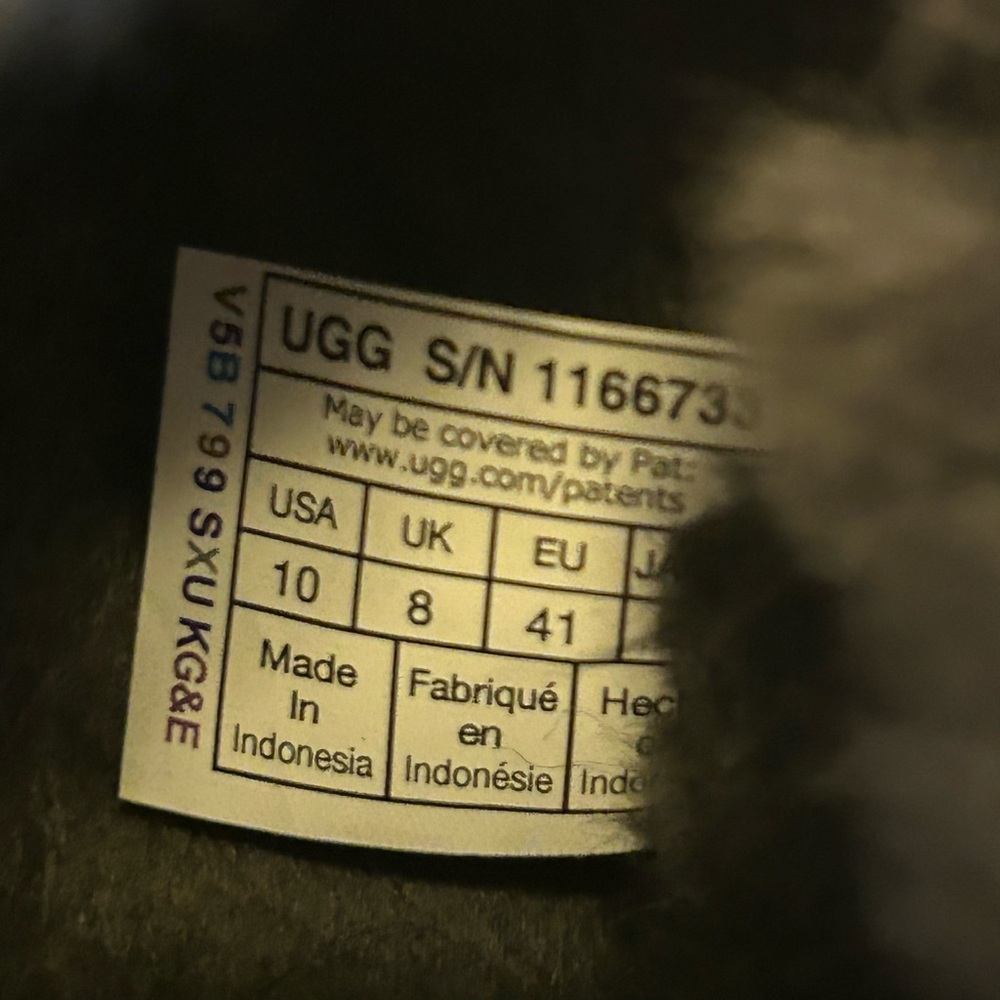 UGG S/N 1166733
May be covered by Pat:
www.ugg.com/patents
USA UK EU
10 8 41
Made In Indonesia
Fabriqué en Indonésie
V5B 799 SXU KG&E